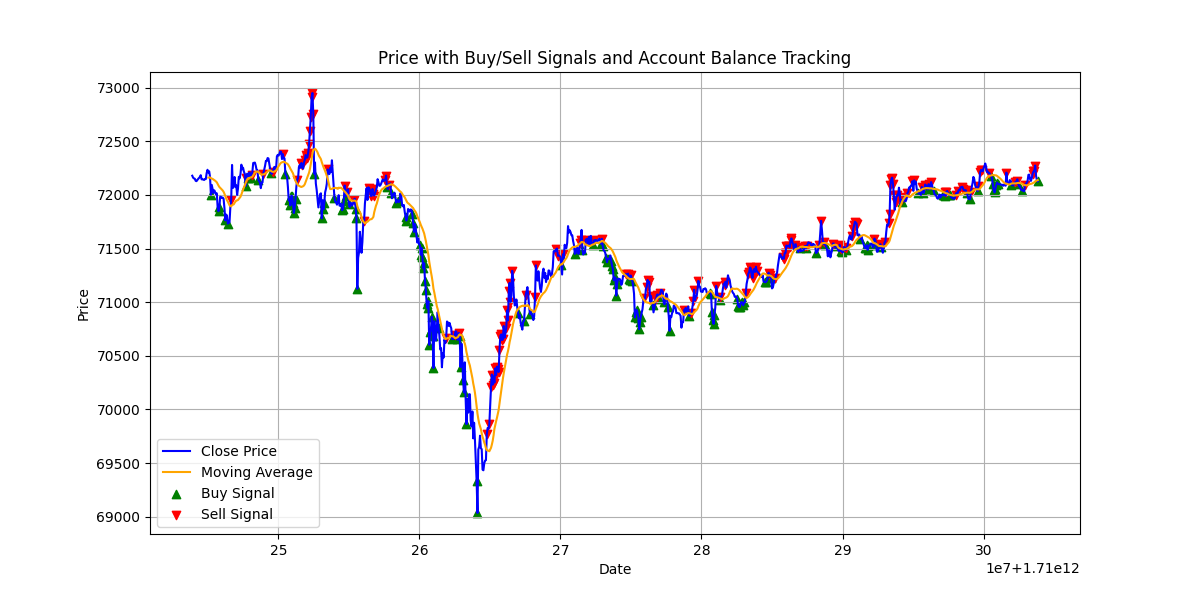 Price with Buy/Sell Signals and Account Balance Tracking
Price
73000
72500
72000
71500
71000
70500
70000
69500
69000
Close Price
Moving Average
Buy Signal
Sell Signal
25 26 27 28 29 30
Date
1e7+1.71e12